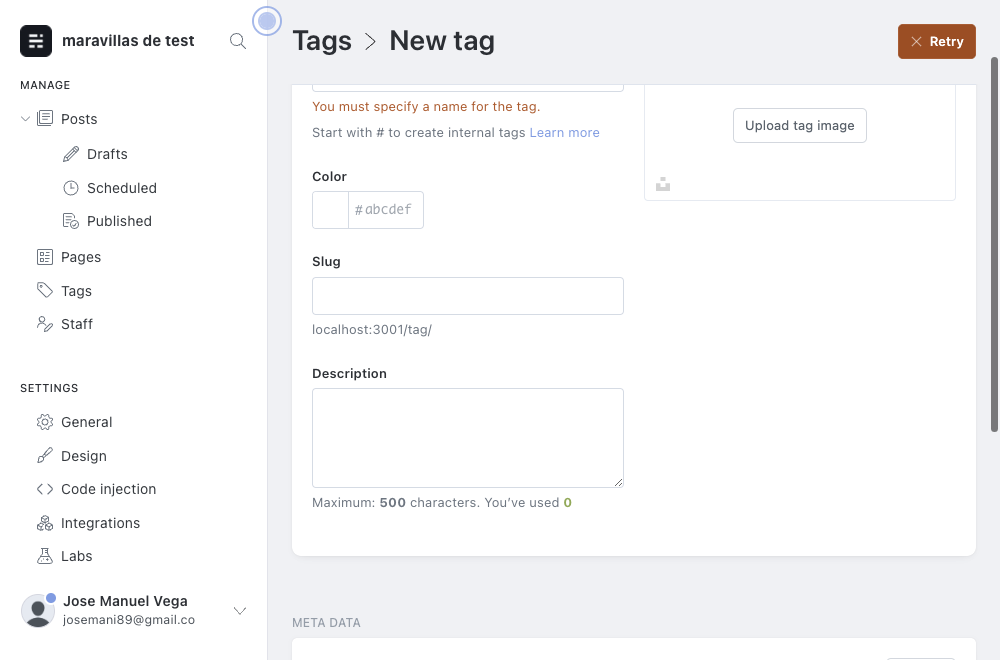 maravillas de test
MANAGE
Posts
Drafts
Scheduled
Published
Pages
Tags
Staff
SETTINGS
General
Design
Code injection
Integrations
Labs
Jose Manuel Vega
josemani89@gmail.co
Tags > New tag
Retry
You must specify a name for the tag.
Start with # to create internal tags Learn more
Upload tag image
Color
#abcdef
Slug
localhost:3001/tag/
Description
Maximum: 500 characters. You’ve used 0
META DATA